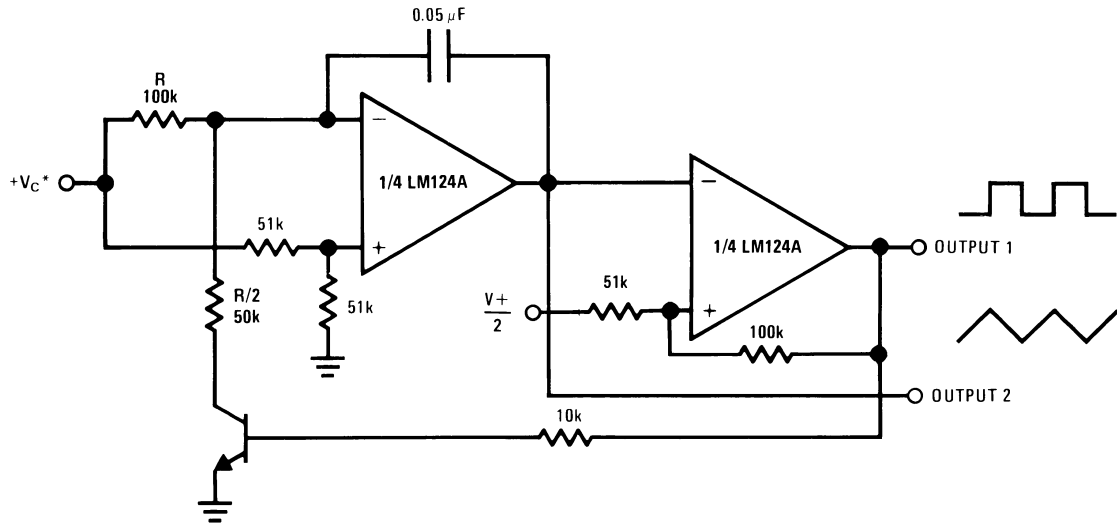 0.05 μF
R
100k
−
1/4 LM124A
+VC*
51k
+
51k
R/2
50k
−
1/4 LM124A
OUTPUT 1
51k
V+
2
+
100k
OUTPUT 2
10k